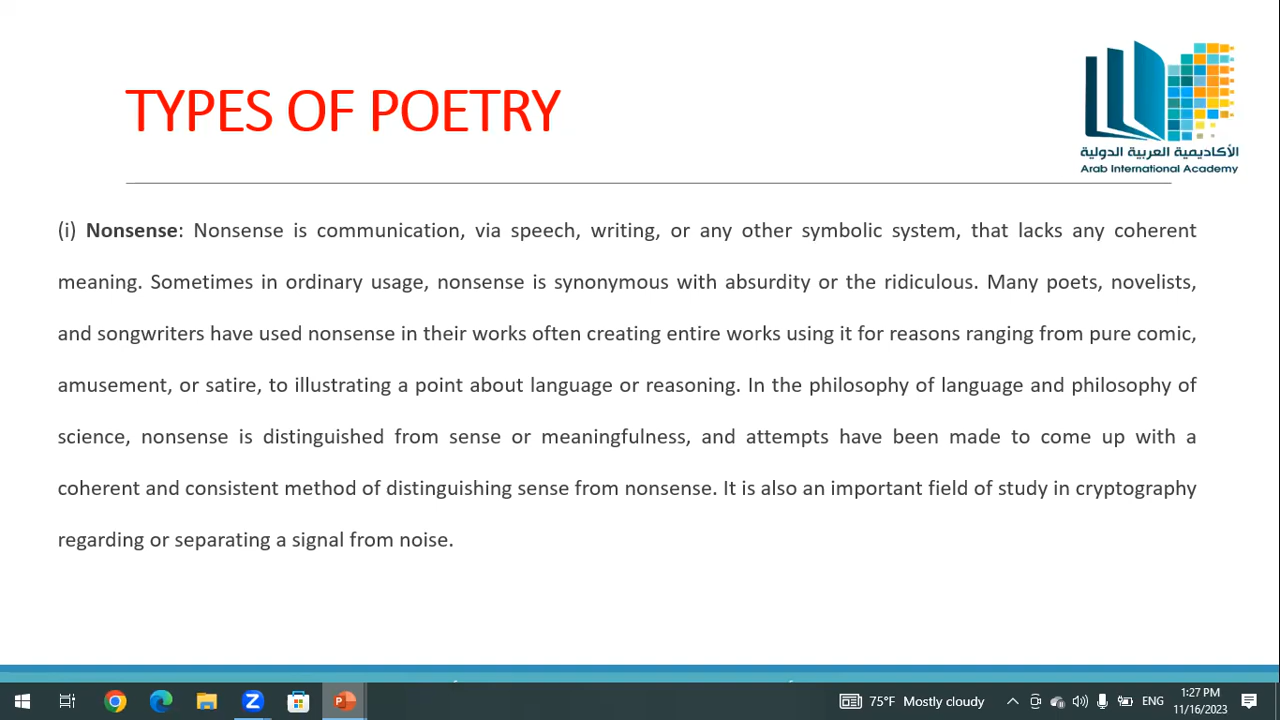 TYPES OF POETRY
الأكاديمية العربية الدولية
Arab International Academy
(i) Nonsense: Nonsense is communication, via speech, writing, or any other symbolic system, that lacks any coherent
meaning. Sometimes in ordinary usage, nonsense is synonymous with absurdity or the ridiculous. Many poets, novelists,
and songwriters have used nonsense in their works often creating entire works using it for reasons ranging from pure comic,
amusement, or satire, to illustrating a point about language or reasoning. In the philosophy of language and philosophy of
science, nonsense is distinguished from sense or meaningfulness, and attempts have been made to come up with a
coherent and consistent method of distinguishing sense from nonsense. It is also an important field of study in cryptography
regarding or separating a signal from noise.
75°F Mostly cloudy
ENG
1:27 PM
11/16/2023